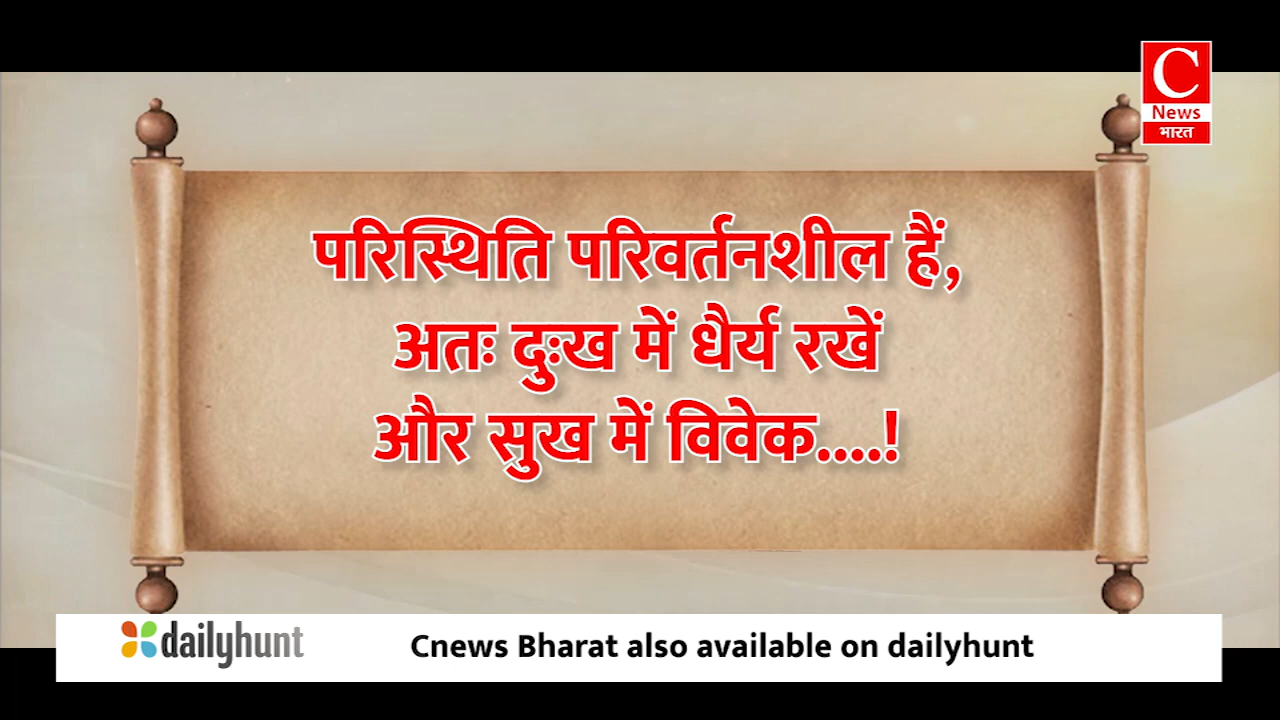 C
News
भारत
परिस्थिति परिवर्तनशील हैं,
अतः दुःख में धैर्य रखें
और सुख में विवेक....!
dailyhunt
Cnews Bharat also available on dailyhunt